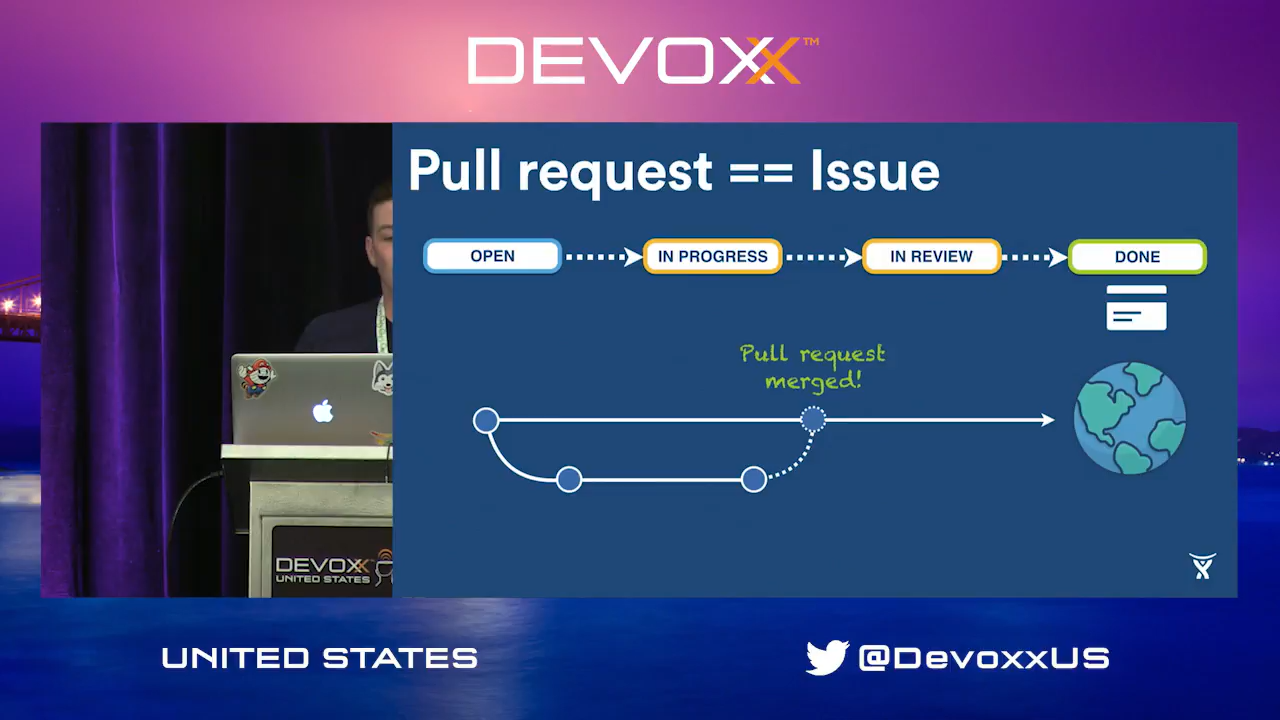 DEVOXX™
Pull request == Issue
OPEN
IN PROGRESS
IN REVIEW
DONE
Pull request
merged!
DEVOXX
UNITED STATES
UNITED STATES
@DevoxxUS